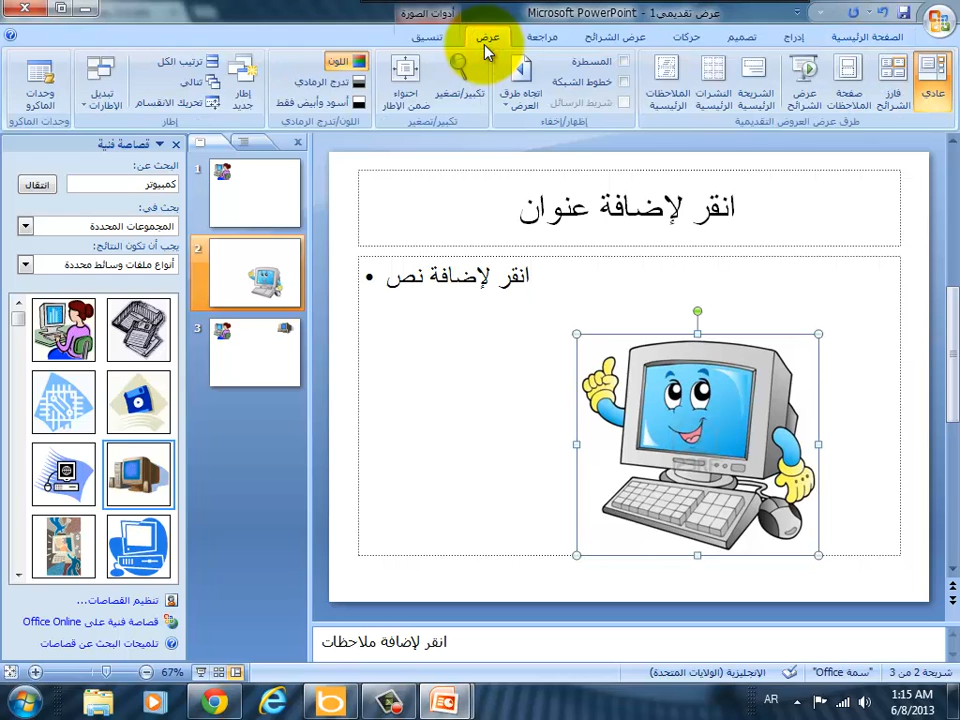 عرض تقديمي1 - Microsoft PowerPoint
أدوات الصورة
الصفحة الرئيسية
إدراج
تصميم
حركات
عرض الشرائح
مراجعة
عرض
تنسيق
عادي
فارز الشرائح
صفحة الملاحظات
عرض الشرائح
الشريحة الرئيسية
النشرات الرئيسية
الملاحظات الرئيسية
طرق عرض العروض التقديمية
المسطرة
خطوط الشبكة
شريط الرسائل
اتجاه طرق العرض
إظهار/إخفاء
تكبير/تصغير
احتواء ضمن الإطار
تكبير/تصغير
اللون
تدرج الرمادي
أسود وأبيض فقط
اللون/تدرج الرمادي
إطار جديد
ترتيب الكل
تتالي
تحريك الانقسام
تبديل الإطارات
إطار
وحدات الماكرو
وحدات الماكرو
قصاصة فنية
البحث عن:
كمبيوتر
انتقال
بحث في:
المجموعات المحددة
يجب أن تكون النتائج:
أنواع ملفات وسائط محددة
تنظيم القصاصات...
قصاصة فنية على Office Online
تلميحات البحث عن قصاصات
1
2
3
انقر لإضافة عنوان
• انقر لإضافة نص
انقر لإضافة ملاحظات
شريحة 2 من 3
"سمة Office"
الإنجليزية (الولايات المتحدة)
67%
AR
1:15 AM
6/8/2013